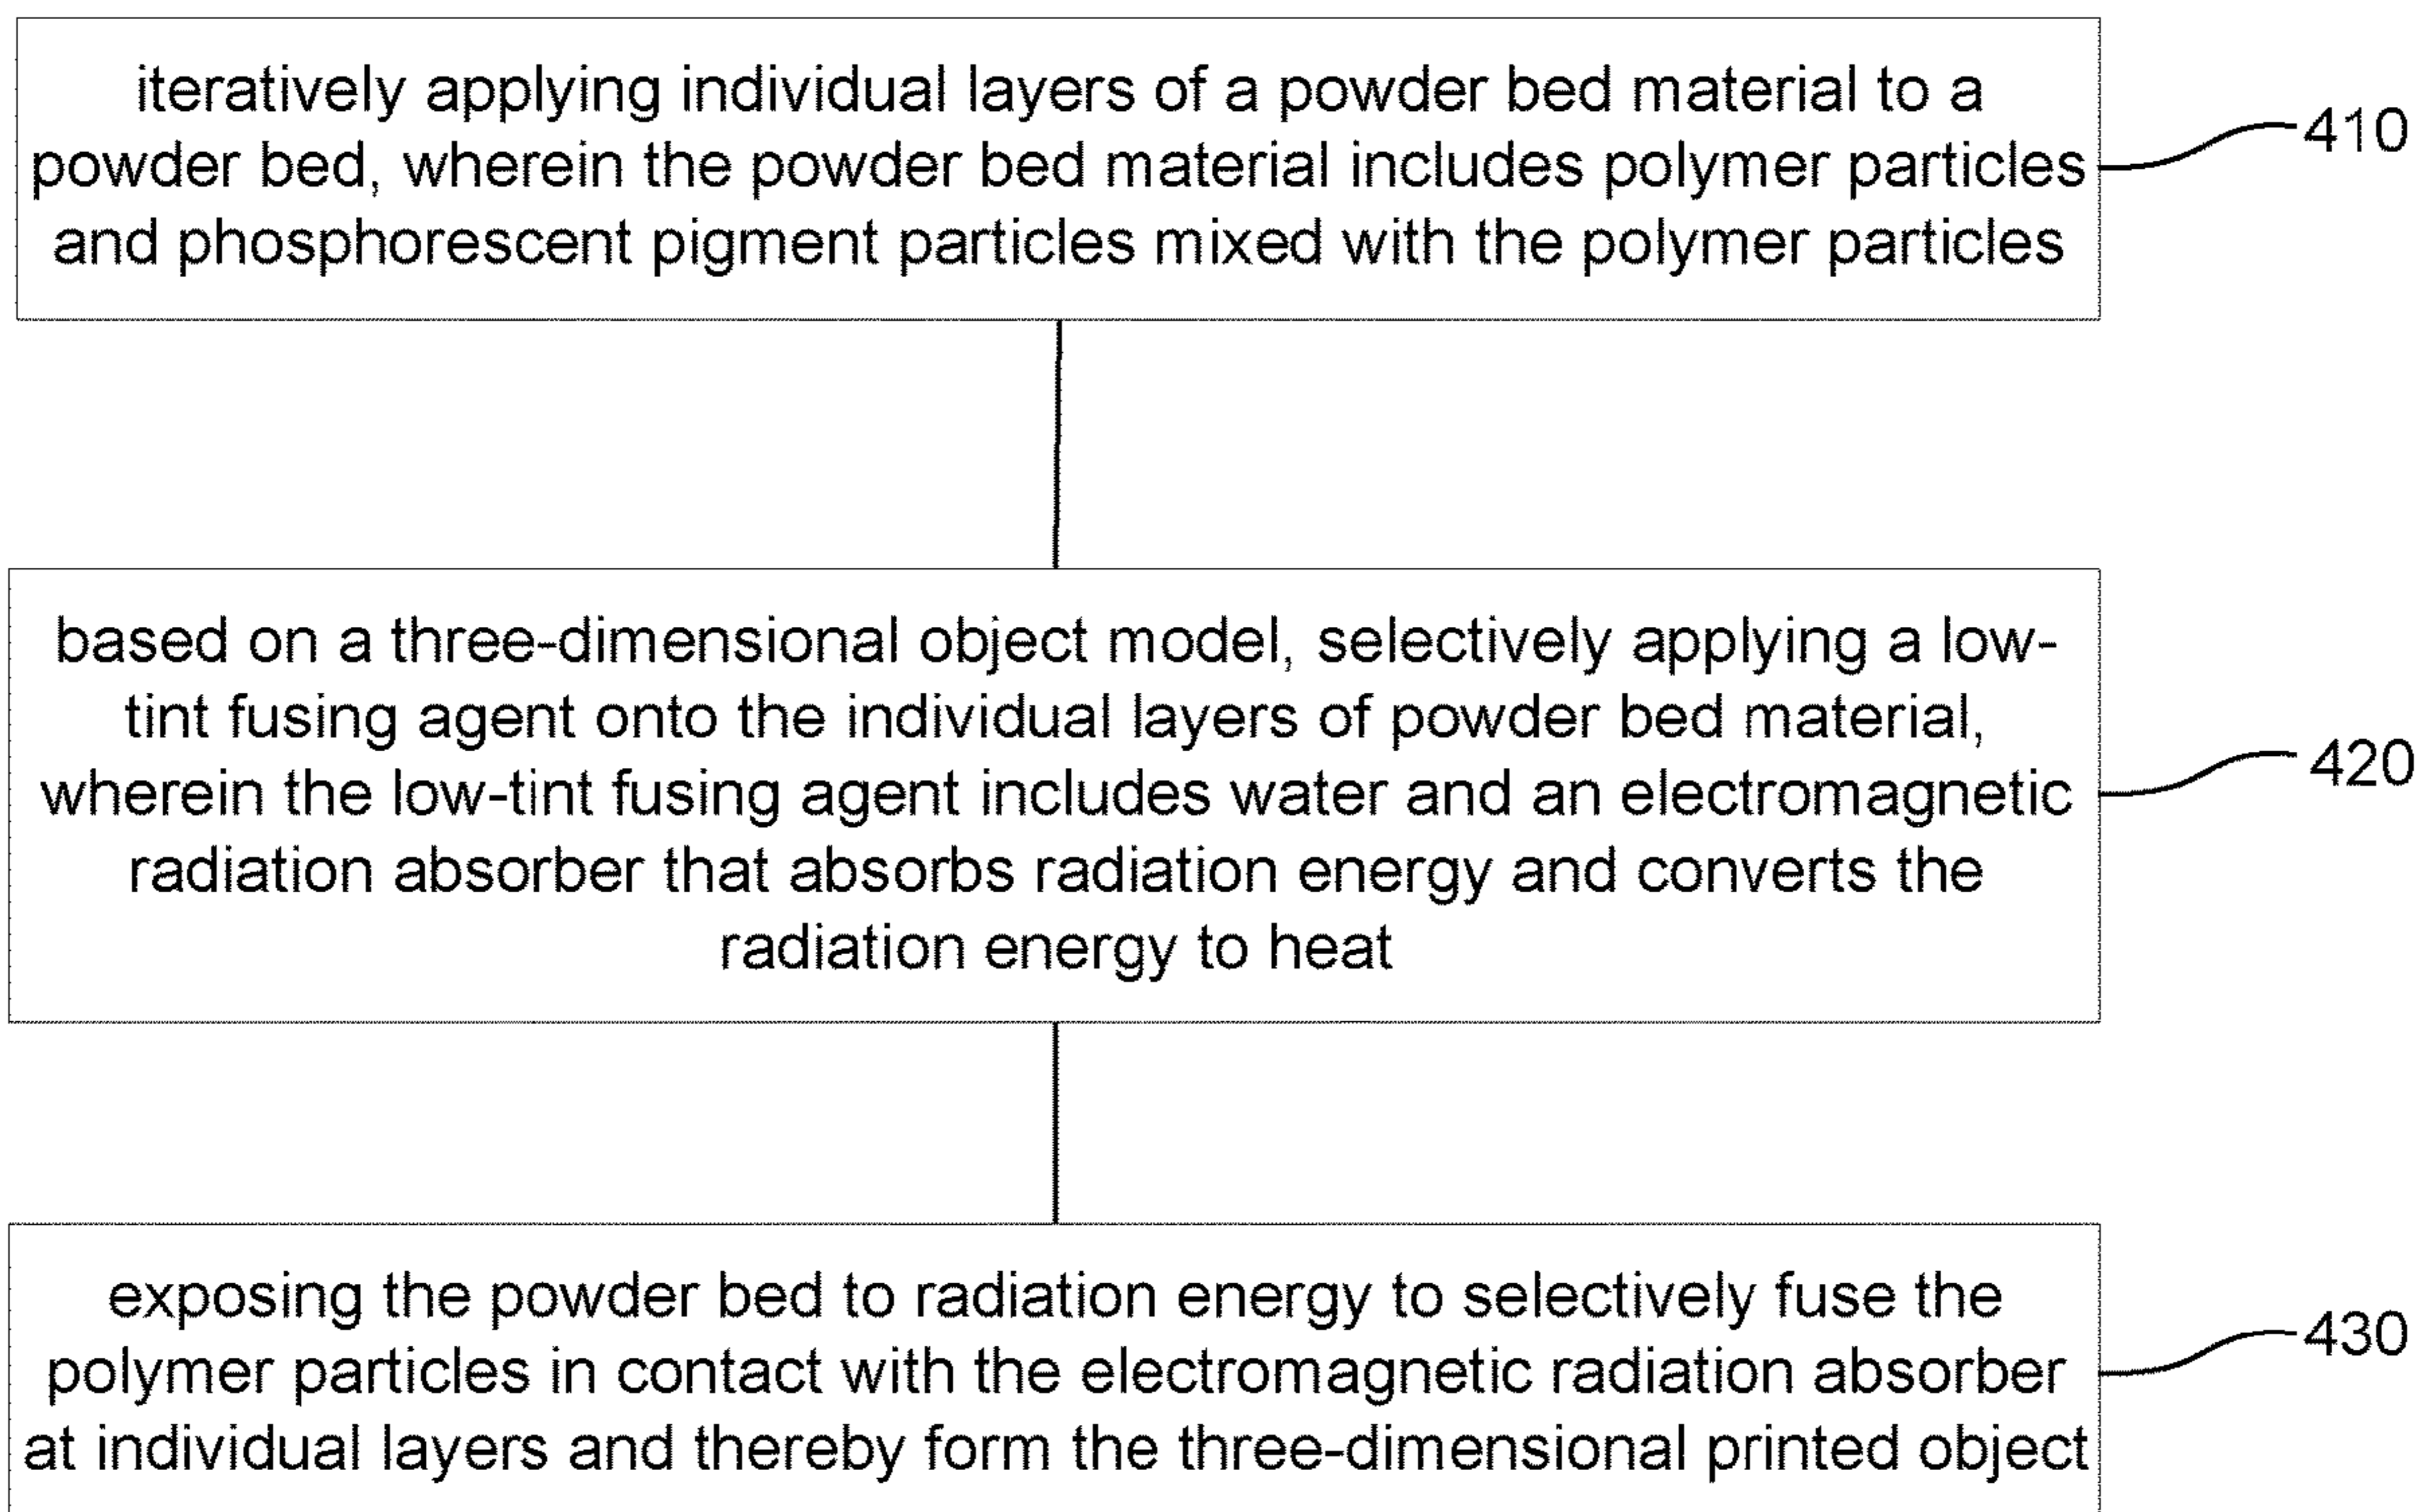 iteratively applying individual layers of a powder bed material to a
powder bed, wherein the powder bed material includes polymer particles
and phosphorescent pigment particles mixed with the polymer particles
410
based on a three-dimensional object model, selectively applying a low-
tint fusing agent onto the individual layers of powder bed material,
wherein the low-tint fusing agent includes water and an electromagnetic
radiation absorber that absorbs radiation energy and converts the
radiation energy to heat
420
exposing the powder bed to radiation energy to selectively fuse the
polymer particles in contact with the electromagnetic radiation absorber
at individual layers and thereby form the three-dimensional printed object
430